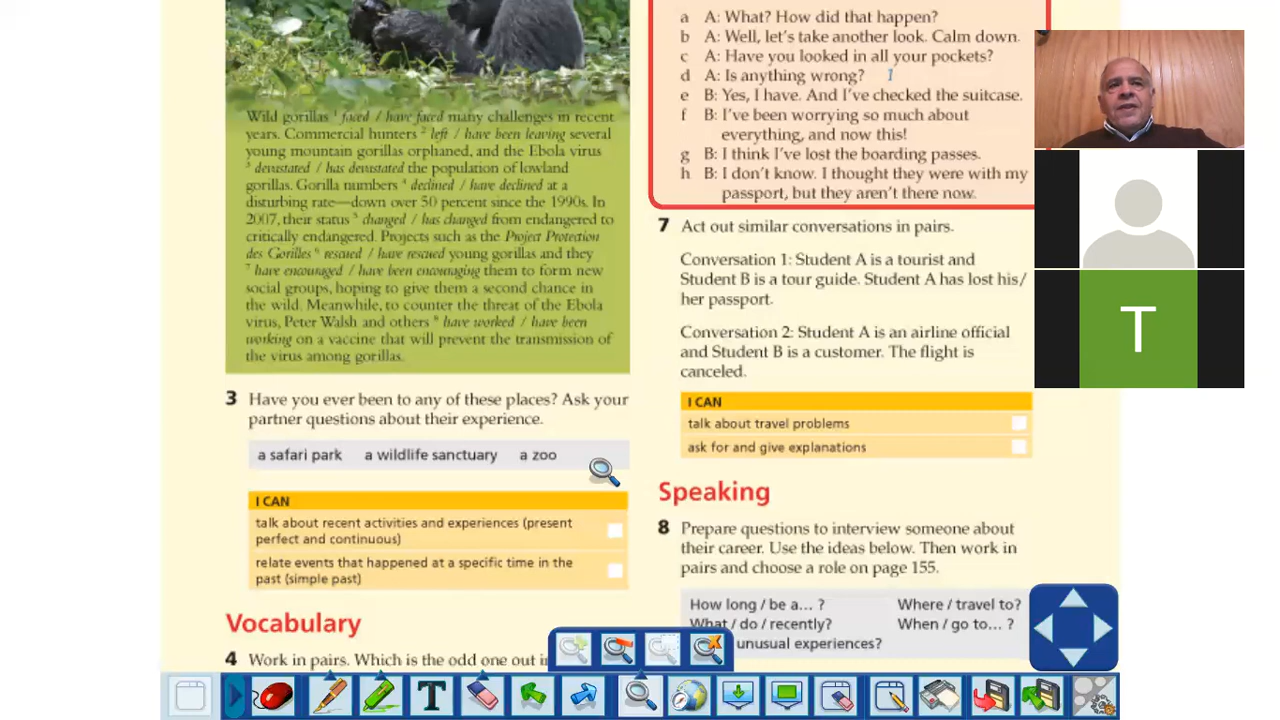 Wild gorillas 1 faced / have faced many challenges in recent
years. Commercial hunters 2 left / have been leaving several
young mountain gorillas orphaned, and the Ebola virus
3 devastated / has devastated the population of lowland
gorillas. Gorilla numbers 4 declined / have declined at a
disturbing rate—down over 50 percent since the 1990s. In
2007, their status 5 changed / has changed from endangered to
critically endangered. Projects such as the Project Protection
des Gorilles 6 rescued / have rescued young gorillas and they
7 have encouraged / have been encouraging them to form new
social groups, hoping to give them a second chance in
the wild. Meanwhile, to counter the threat of the Ebola
virus, Peter Walsh and others 8 have worked / have been
working on a vaccine that will prevent the transmission of
the virus among gorillas.
3 Have you ever been to any of these places? Ask your
partner questions about their experience.
a safari park a wildlife sanctuary a zoo
I CAN
talk about recent activities and experiences (present
perfect and continuous)
relate events that happened at a specific time in the
past (simple past)
Vocabulary
4 Work in pairs. Which is the odd one out in
a A: What? How did that happen?
b A: Well, let's take another look. Calm down.
c A: Have you looked in all your pockets?
d A: Is anything wrong? 1
e B: Yes, I have. And I've checked the suitcase.
f B: I've been worrying so much about
everything, and now this!
g B: I think I've lost the boarding passes.
h B: I don't know. I thought they were with my
passport, but they aren't there now.
7 Act out similar conversations in pairs.
Conversation 1: Student A is a tourist and
Student B is a tour guide. Student A has lost his/
her passport.
Conversation 2: Student A is an airline official
and Student B is a customer. The flight is
canceled.
I CAN
talk about travel problems
ask for and give explanations
Speaking
8 Prepare questions to interview someone about
their career. Use the ideas below. Then work in
pairs and choose a role on page 155.
How long / be a... ? Where / travel to?
What / do / recently? When / go to... ?
unusual experiences?
T
T